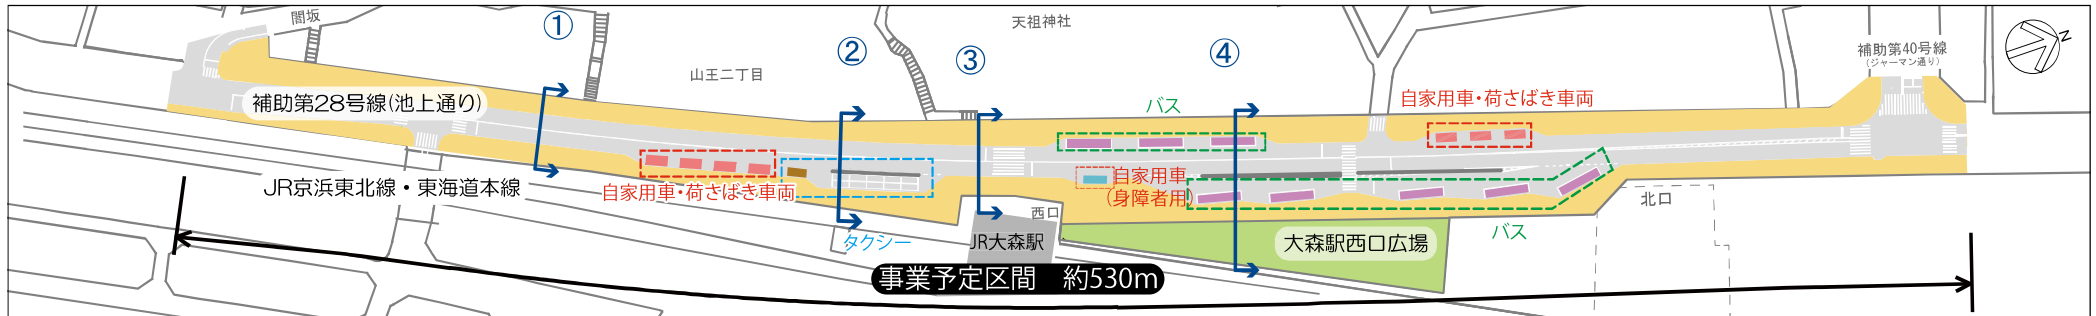 闇坂
①
②
③
④
天祖神社
山王二丁目
補助第40号線
(ジャーマン通り)
N
補助第28号線(池上通り)
バス
自家用車・荷さばき車両
JR京浜東北線・東海道本線
自家用車・荷さばき車両
自家用車
(身障者用)
タクシー
西口
JR大森駅
大森駅西口広場
バス
北口
事業予定区間 約530m